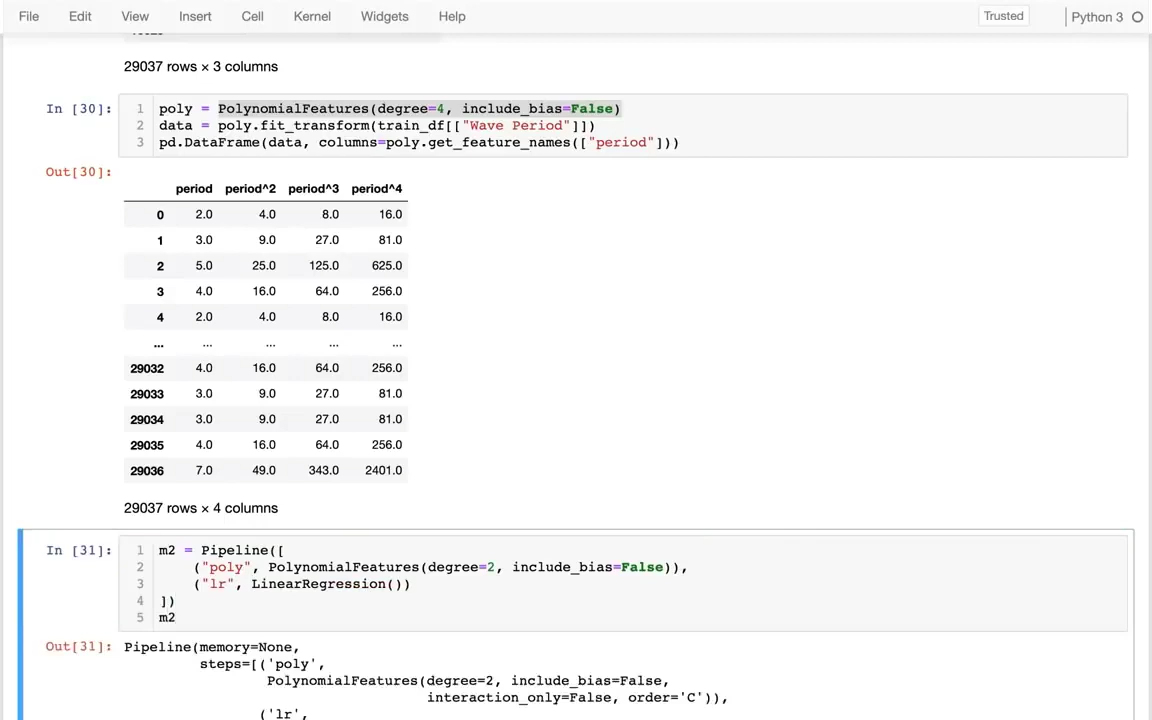 File Edit View Insert Cell Kernel Widgets Help Trusted Python 3
29037 rows × 3 columns
In [30]: 1 poly = PolynomialFeatures(degree=4, include_bias=False)
2 data = poly.fit_transform(train_df[["Wave Period"]])
3 pd.DataFrame(data, columns=poly.get_feature_names(["period"]))
Out[30]:
period period^2 period^3 period^4
0 2.0 4.0 8.0 16.0
1 3.0 9.0 27.0 81.0
2 5.0 25.0 125.0 625.0
3 4.0 16.0 64.0 256.0
4 2.0 4.0 8.0 16.0
... ... ... ... ...
29032 4.0 16.0 64.0 256.0
29033 3.0 9.0 27.0 81.0
29034 3.0 9.0 27.0 81.0
29035 4.0 16.0 64.0 256.0
29036 7.0 49.0 343.0 2401.0
29037 rows × 4 columns
In [31]: 1 m2 = Pipeline([
2 ("poly", PolynomialFeatures(degree=2, include_bias=False)),
3 ("lr", LinearRegression())
4 ])
5 m2
Out[31]: Pipeline(memory=None,
steps=[('poly',
PolynomialFeatures(degree=2, include_bias=False,
interaction_only=False, order='C')),
('lr',